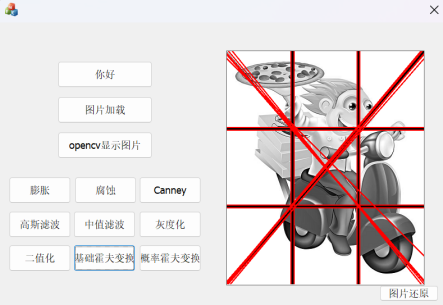 你好
图片加载
opencv显示图片
膨胀 腐蚀 Canney
高斯滤波 中值滤波 灰度化
二值化 基础霍夫变换 概率霍夫变换
图片还原